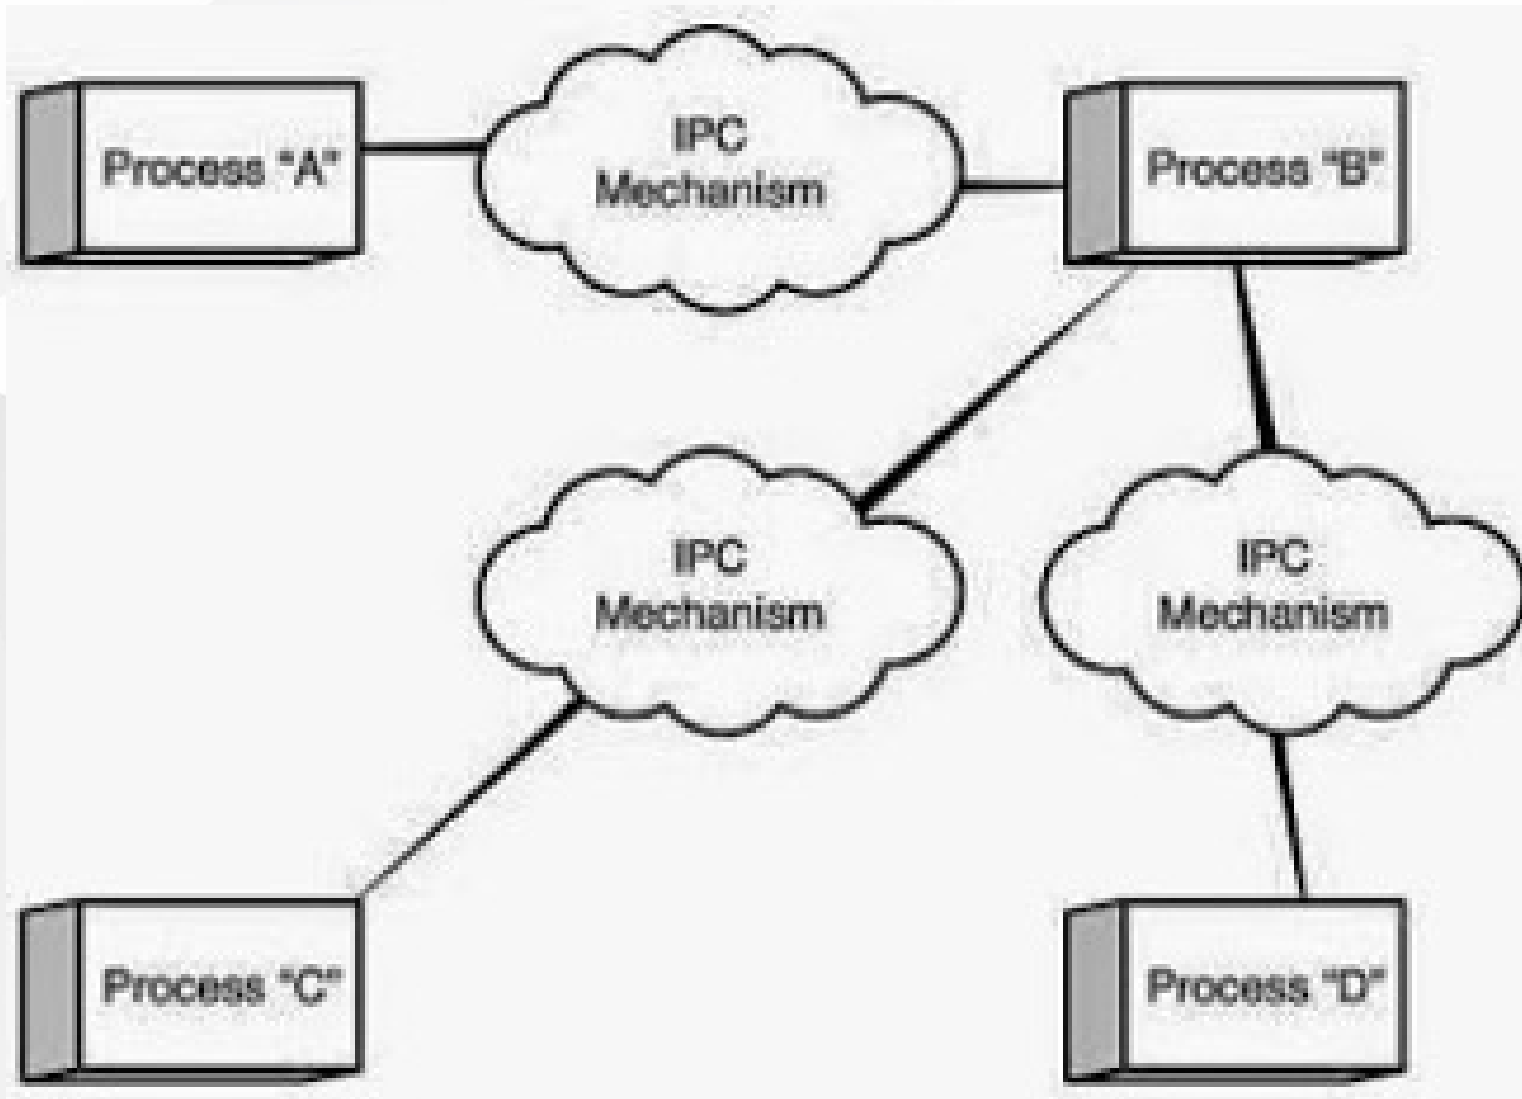 Process "A"
IPC
Mechanism
Process "B"
IPC
Mechanism
IPC
Mechanism
Process "C"
Process "D"